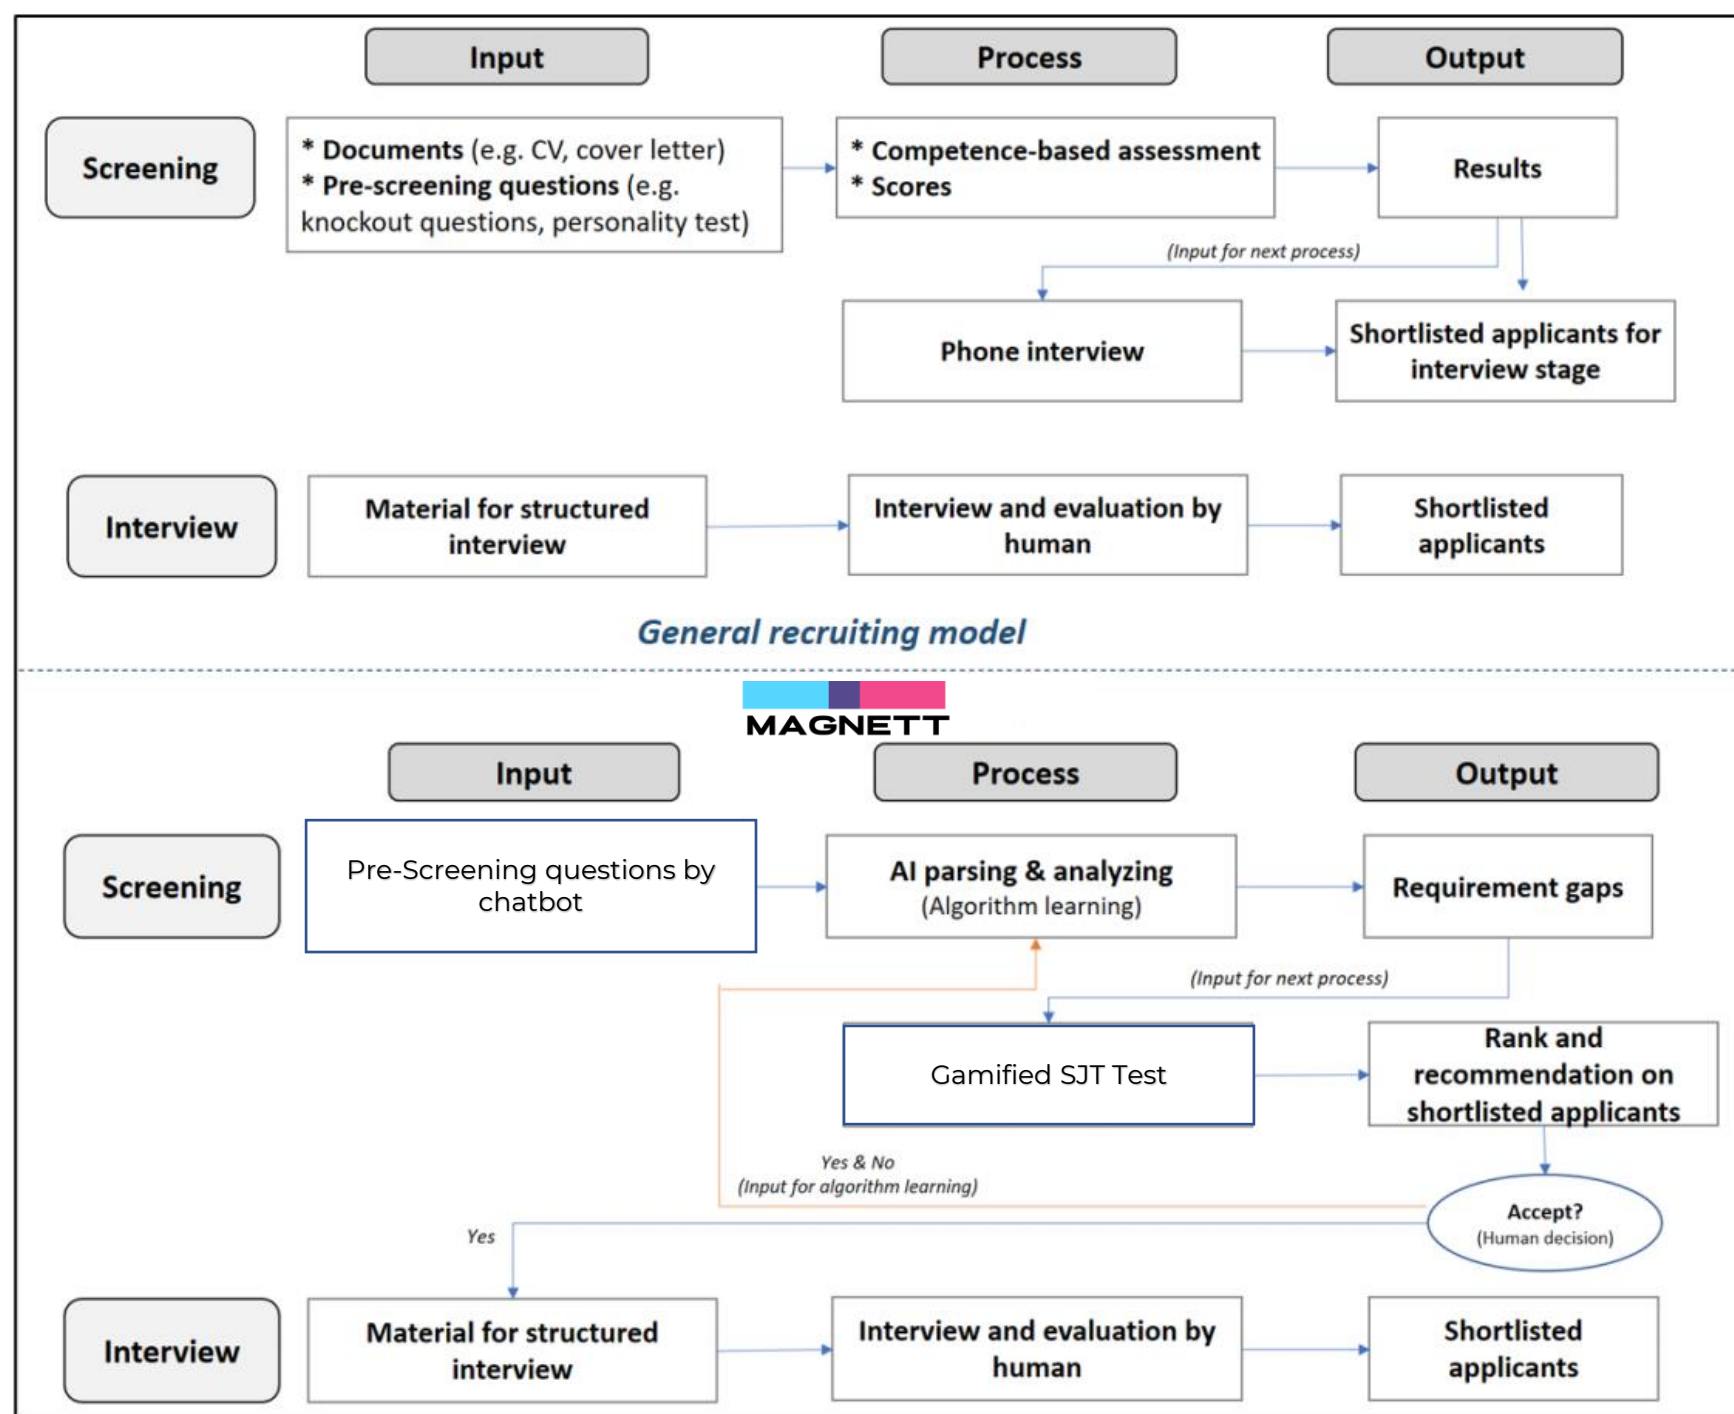 Input
Process
Output
Screening
* Documents (e.g. CV, cover letter)
* Pre-screening questions (e.g.
knockout questions, personality test)
* Competence-based assessment
* Scores
Results
(Input for next process)
Phone interview
Shortlisted applicants for
interview stage
Interview
Material for structured
interview
Interview and evaluation by
human
Shortlisted
applicants
General recruiting model
MAGNETT
Input
Process
Output
Screening
Pre-Screening questions by
chatbot
AI parsing & analyzing
(Algorithm learning)
Requirement gaps
(Input for next process)
Gamified SJT Test
Rank and
recommendation on
shortlisted applicants
Yes & No
(Input for algorithm learning)
Accept?
(Human decision)
Yes
Interview
Material for structured
interview
Interview and evaluation by
human
Shortlisted
applicants